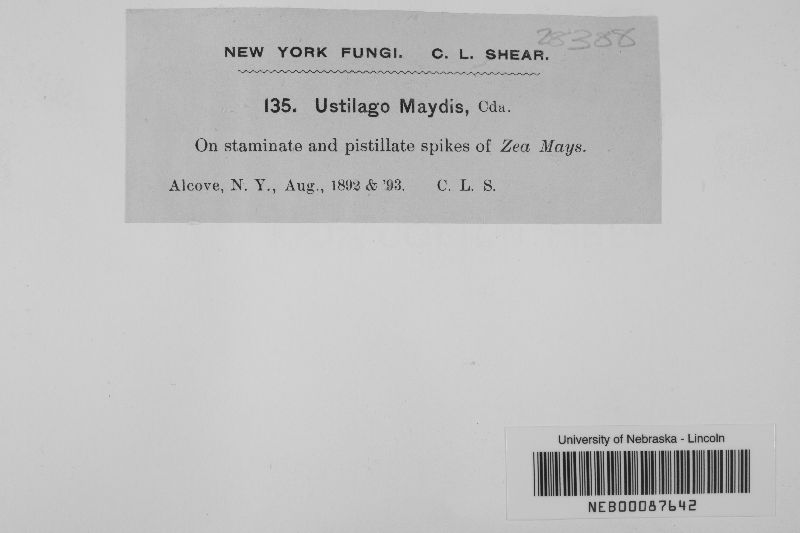 28388
NEW YORK FUNGI. C. L. SHEAR.
135. Ustilago Maydis, Cda.
On staminate and pistillate spikes of Zea Mays.
Alcove, N. Y., Aug., 1892 & '93. C. L. S.
University of Nebraska - Lincoln
NEB00087642